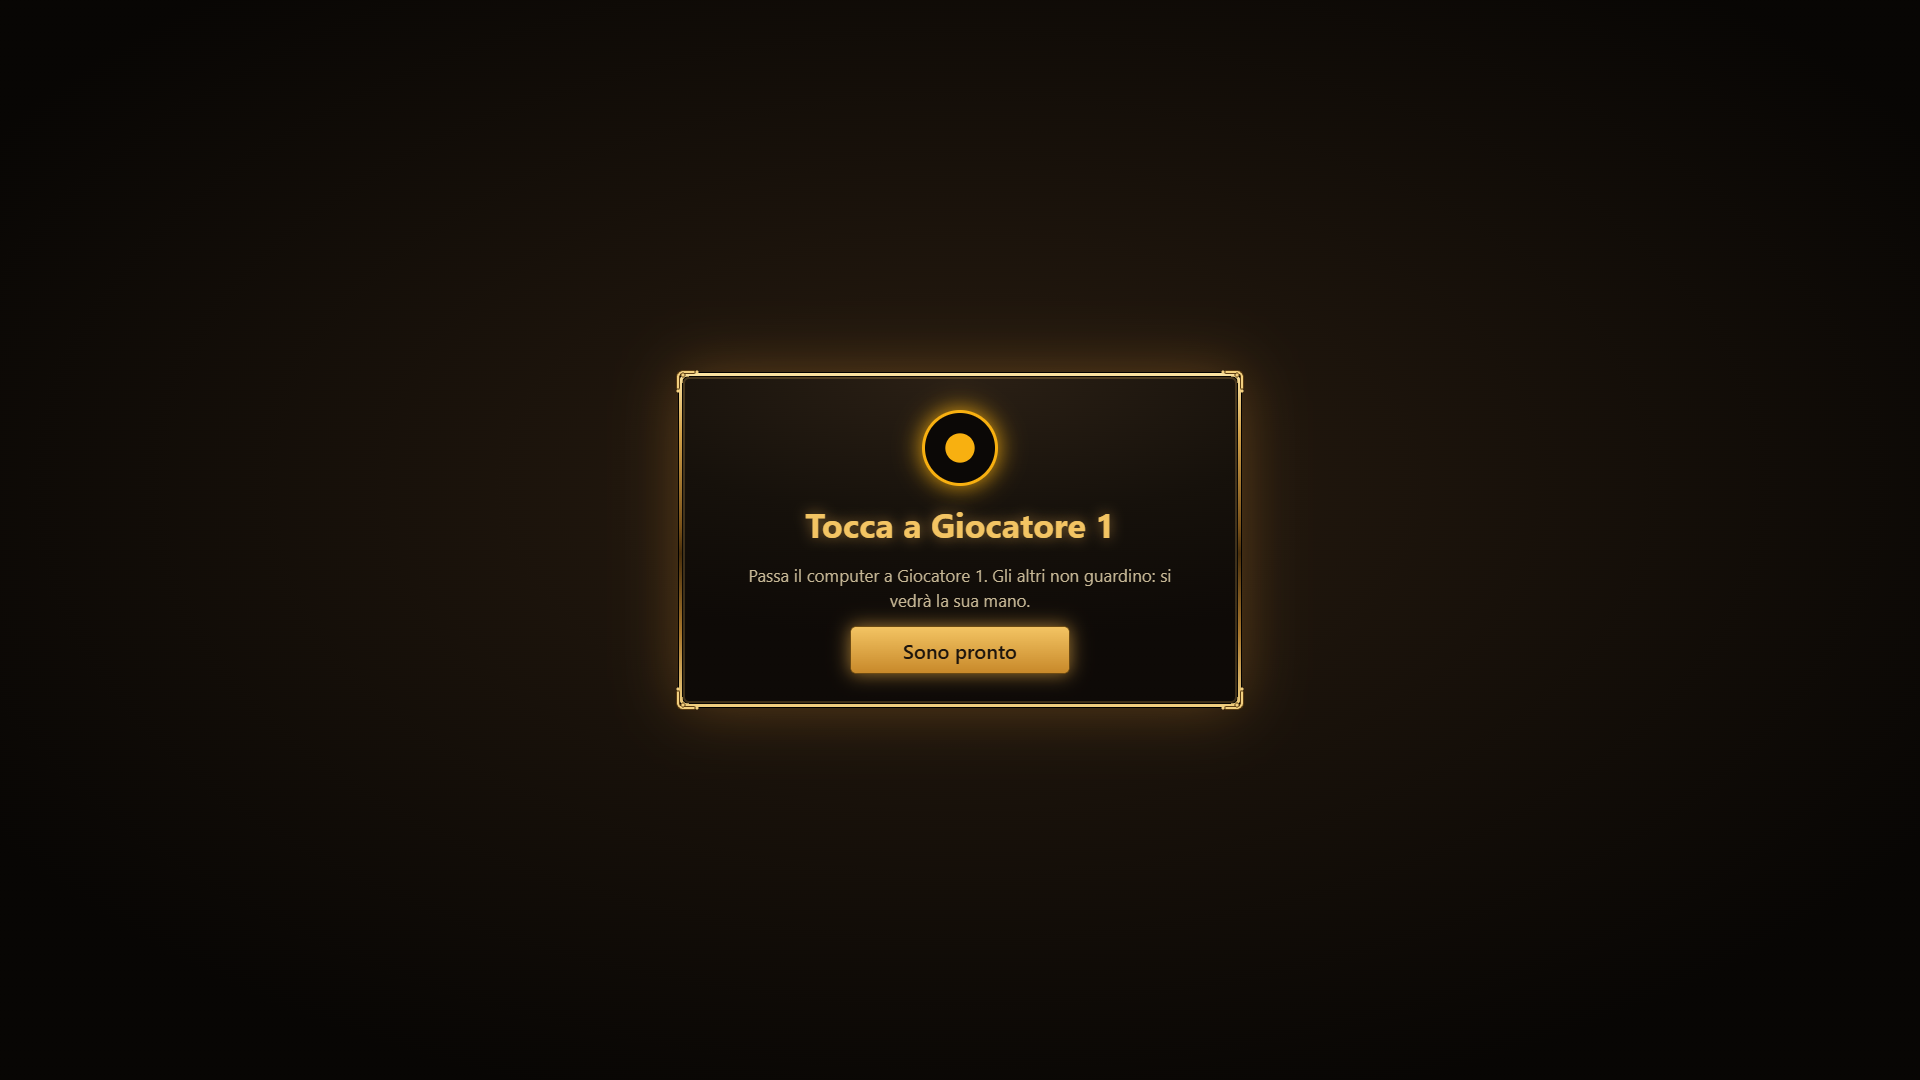 Tocca a Giocatore 1
Passa il computer a Giocatore 1. Gli altri non guardino: si
vedrà la sua mano.
Sono pronto